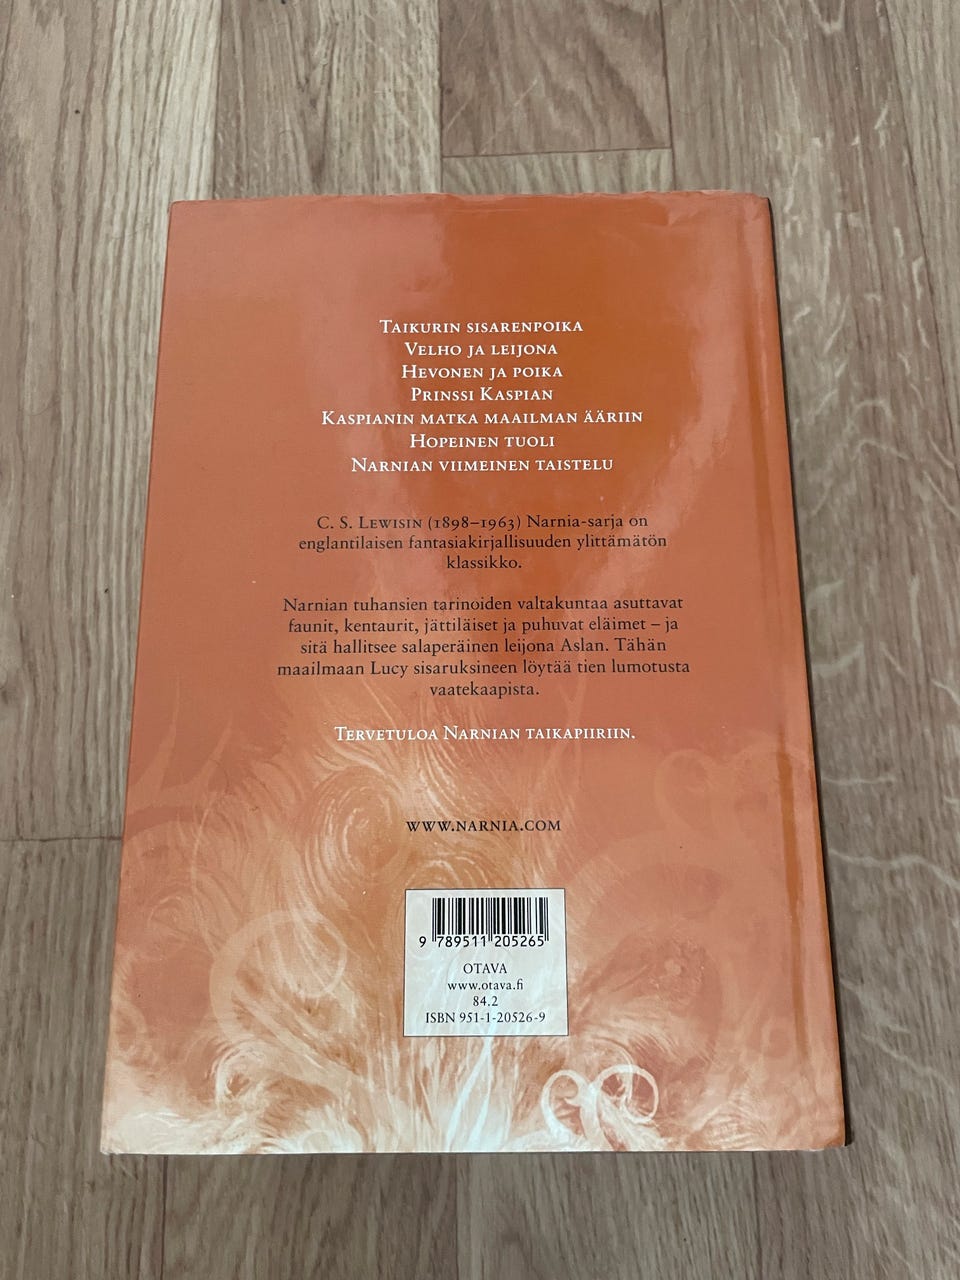 Taikurin sisarenpoika
Velho ja leijona
Hevonen ja poika
Prinssi Kaspian
Kaspianin matka maailman ääriin
Hopeinen tuoli
Narnian viimeinen taistelu
C. S. Lewisin (1898–1963) Narnia-sarja on
englantilaisen fantasiakirjallisuuden ylittämätön
klassikko.
Narnian tuhansien tarinoiden valtakuntaa asuttavat
faunit, kentaurit, jättiläiset ja puhuvat eläimet – ja
sitä hallitsee salaperäinen leijona Aslan. Tähän
maailmaan Lucy sisaruksineen löytää tien lumotusta
vaatekaapista.
Tervetuloa Narnian taikapiiriin.
www.narnia.com
9 789511 205265
OTAVA
www.otava.fi
84.2
ISBN 951-1-20526-9